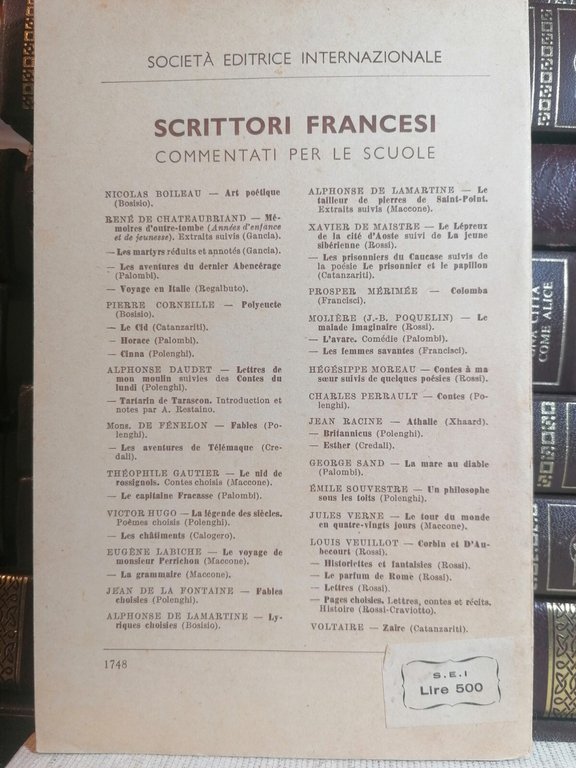 SOCIETÀ EDITRICE INTERNAZIONALE
SCRITTORI FRANCESI
COMMENTATI PER LE SCUOLE
NICOLAS BOILEAU — Art poétique
(Bosisio).
RENÉ DE CHATEAUBRIAND — Mé-
moires d'outre-tombe (Années d'enfance
et de jeunesse). Extraits suivis (Gancia).
— Les martyrs réduits et annotés (Gancia).
— Les aventures du dernier Abencérage
(Palombi).
— Voyage en Italie (Regalbuto).
PIERRE CORNEILLE — Polyeucte
(Bosisio).
— Le Cid (Catanzariti).
— Horace (Palombi).
— Cinna (Polenghi).
ALPHONSE DAUDET — Lettres de
mon moulin suivies des Contes du
lundi (Polenghi).
— Tartarin de Tarascon. Introduction et
notes par A. Restaino.
Mons. DE FÉNELON — Fables (Po-
lenghi).
— Les aventures de Télémaque (Cre-
dali).
THÉOPHILE GAUTIER — Le nid de
rossignols. Contes choisis (Maccone).
— Le capitaine Fracasse (Palombi).
VICTOR HUGO — La légende des siècles.
Poèmes choisis (Polenghi).
— Les châtiments (Calogero).
EUGÈNE LABICHE — Le voyage de
monsieur Perrichon (Maccone).
— La grammaire (Maccone).
JEAN DE LA FONTAINE — Fables
choisies (Polenghi).
ALPHONSE DE LAMARTINE — Ly-
riques choisies (Bosisio).
ALPHONSE DE LAMARTINE — Le
tailleur de pierres de Saint-Point.
Extraits suivis (Maccone).
XAVIER DE MAISTRE — Le Lépreux
de la cité d'Aoste suivi de La jeune
sibérienne (Rossi).
— Les prisonniers du Caucase suivi de
la poésie Le prisonnier et le papillon
(Catanzariti).
PROSPER MÉRIMÉE — Colomba
(Francisci).
MOLIÈRE (J.-B. POQUELIN) — Le
malade imaginaire (Rossi).
— L'avare. Comédie (Palombi).
— Les femmes savantes (Francisci).
HÉGÉSIPPE MOREAU — Contes à ma
sœur suivis de quelques poésies (Rossi).
CHARLES PERRAULT — Contes (Po-
lenghi).
JEAN RACINE — Athalie (Xhaard).
— Britannicus (Polenghi).
— Esther (Credali).
GEORGE SAND — La mare au diable
(Palombi).
ÉMILE SOUVESTRE — Un philosophe
sous les toits (Polenghi).
JULES VERNE — Le tour du monde
en quatre-vingts jours (Maccone).
LOUIS VEUILLOT — Corbin et D'Au-
becourt (Rossi).
— Historiettes et fantaisies (Rossi).
— Le parfum de Rome (Rossi).
— Lettres (Rossi).
— Pages choisies. Lettres, contes et récits.
Histoire (Rossi-Craviotto).
VOLTAIRE — Zaïre (Catanzariti).
1748
S.E.I
Lire 500
CITTÀ
COME ALICE